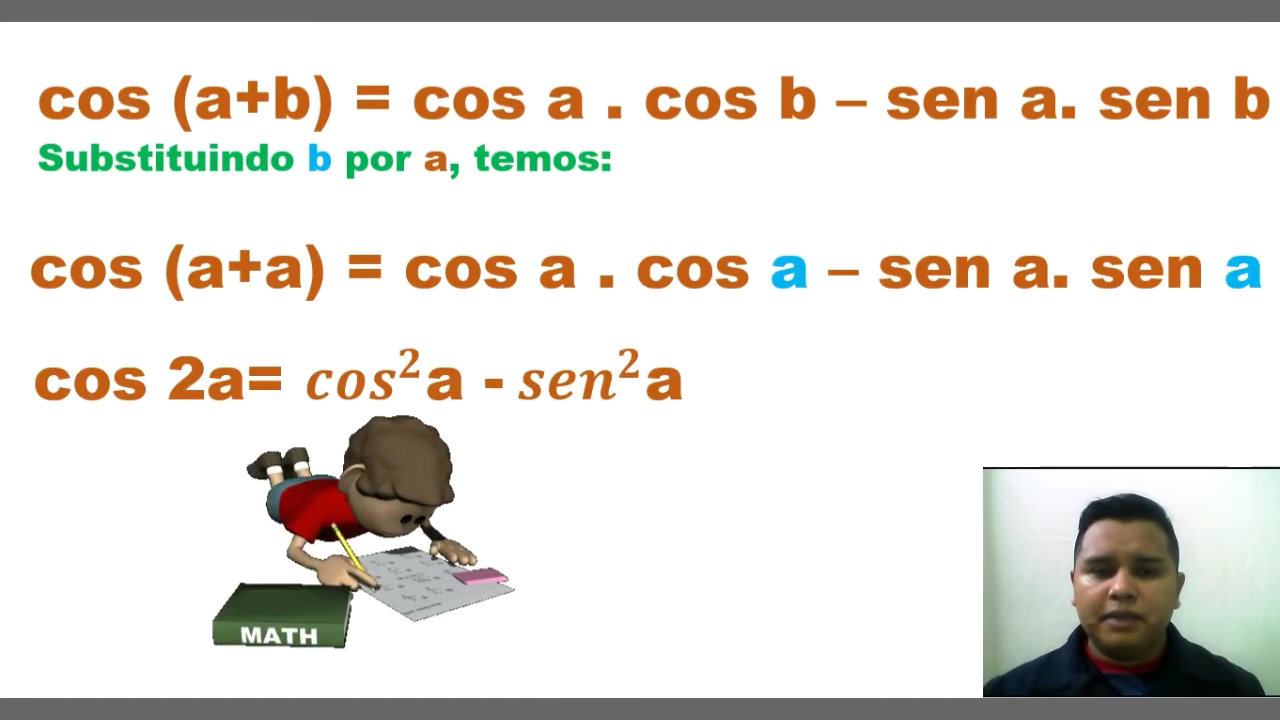 cos (a+b) = cos a . cos b – sen a. sen b
Substituindo b por a, temos:
cos (a+a) = cos a . cos a – sen a. sen a
cos 2a= cos²a - sen²a
MATH